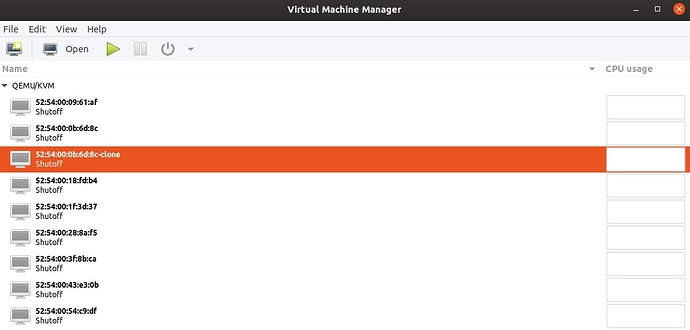 Virtual Machine Manager
File Edit View Help
Open
Name CPU usage
QEMU/KVM
52:54:00:09:61:af
Shutoff
52:54:00:0b:6d:8c
Shutoff
52:54:00:0b:6d:8c-clone
Shutoff
52:54:00:18:fd:b4
Shutoff
52:54:00:1f:3d:37
Shutoff
52:54:00:28:8a:f5
Shutoff
52:54:00:3f:8b:ca
Shutoff
52:54:00:43:e3:0b
Shutoff
52:54:00:54:c9:df
Shutoff